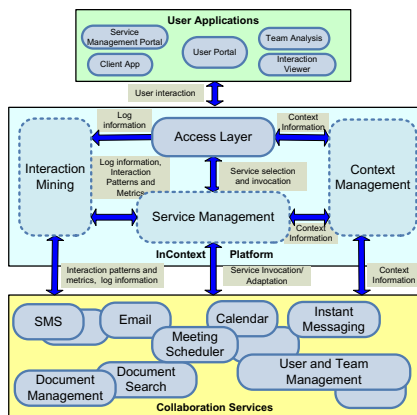 User Applications
Service
Management Portal
User Portal
Team Analysis
Client App
Interaction
Viewer
User interaction
Log
information
Access Layer
Context
Information
Interaction
Mining
Log information,
Interaction
Patterns and
Metrics
Service selection
and invocation
Context
Management
Service Management
Context
Information
InContext Platform
Interaction patterns and
metrics, log information
Service Invocation/
Adaptation
Context
Information
SMS
Email
Calendar
Instant
Messaging
Meeting
Scheduler
Document
Management
Document
Search
User and Team
Management
Collaboration Services